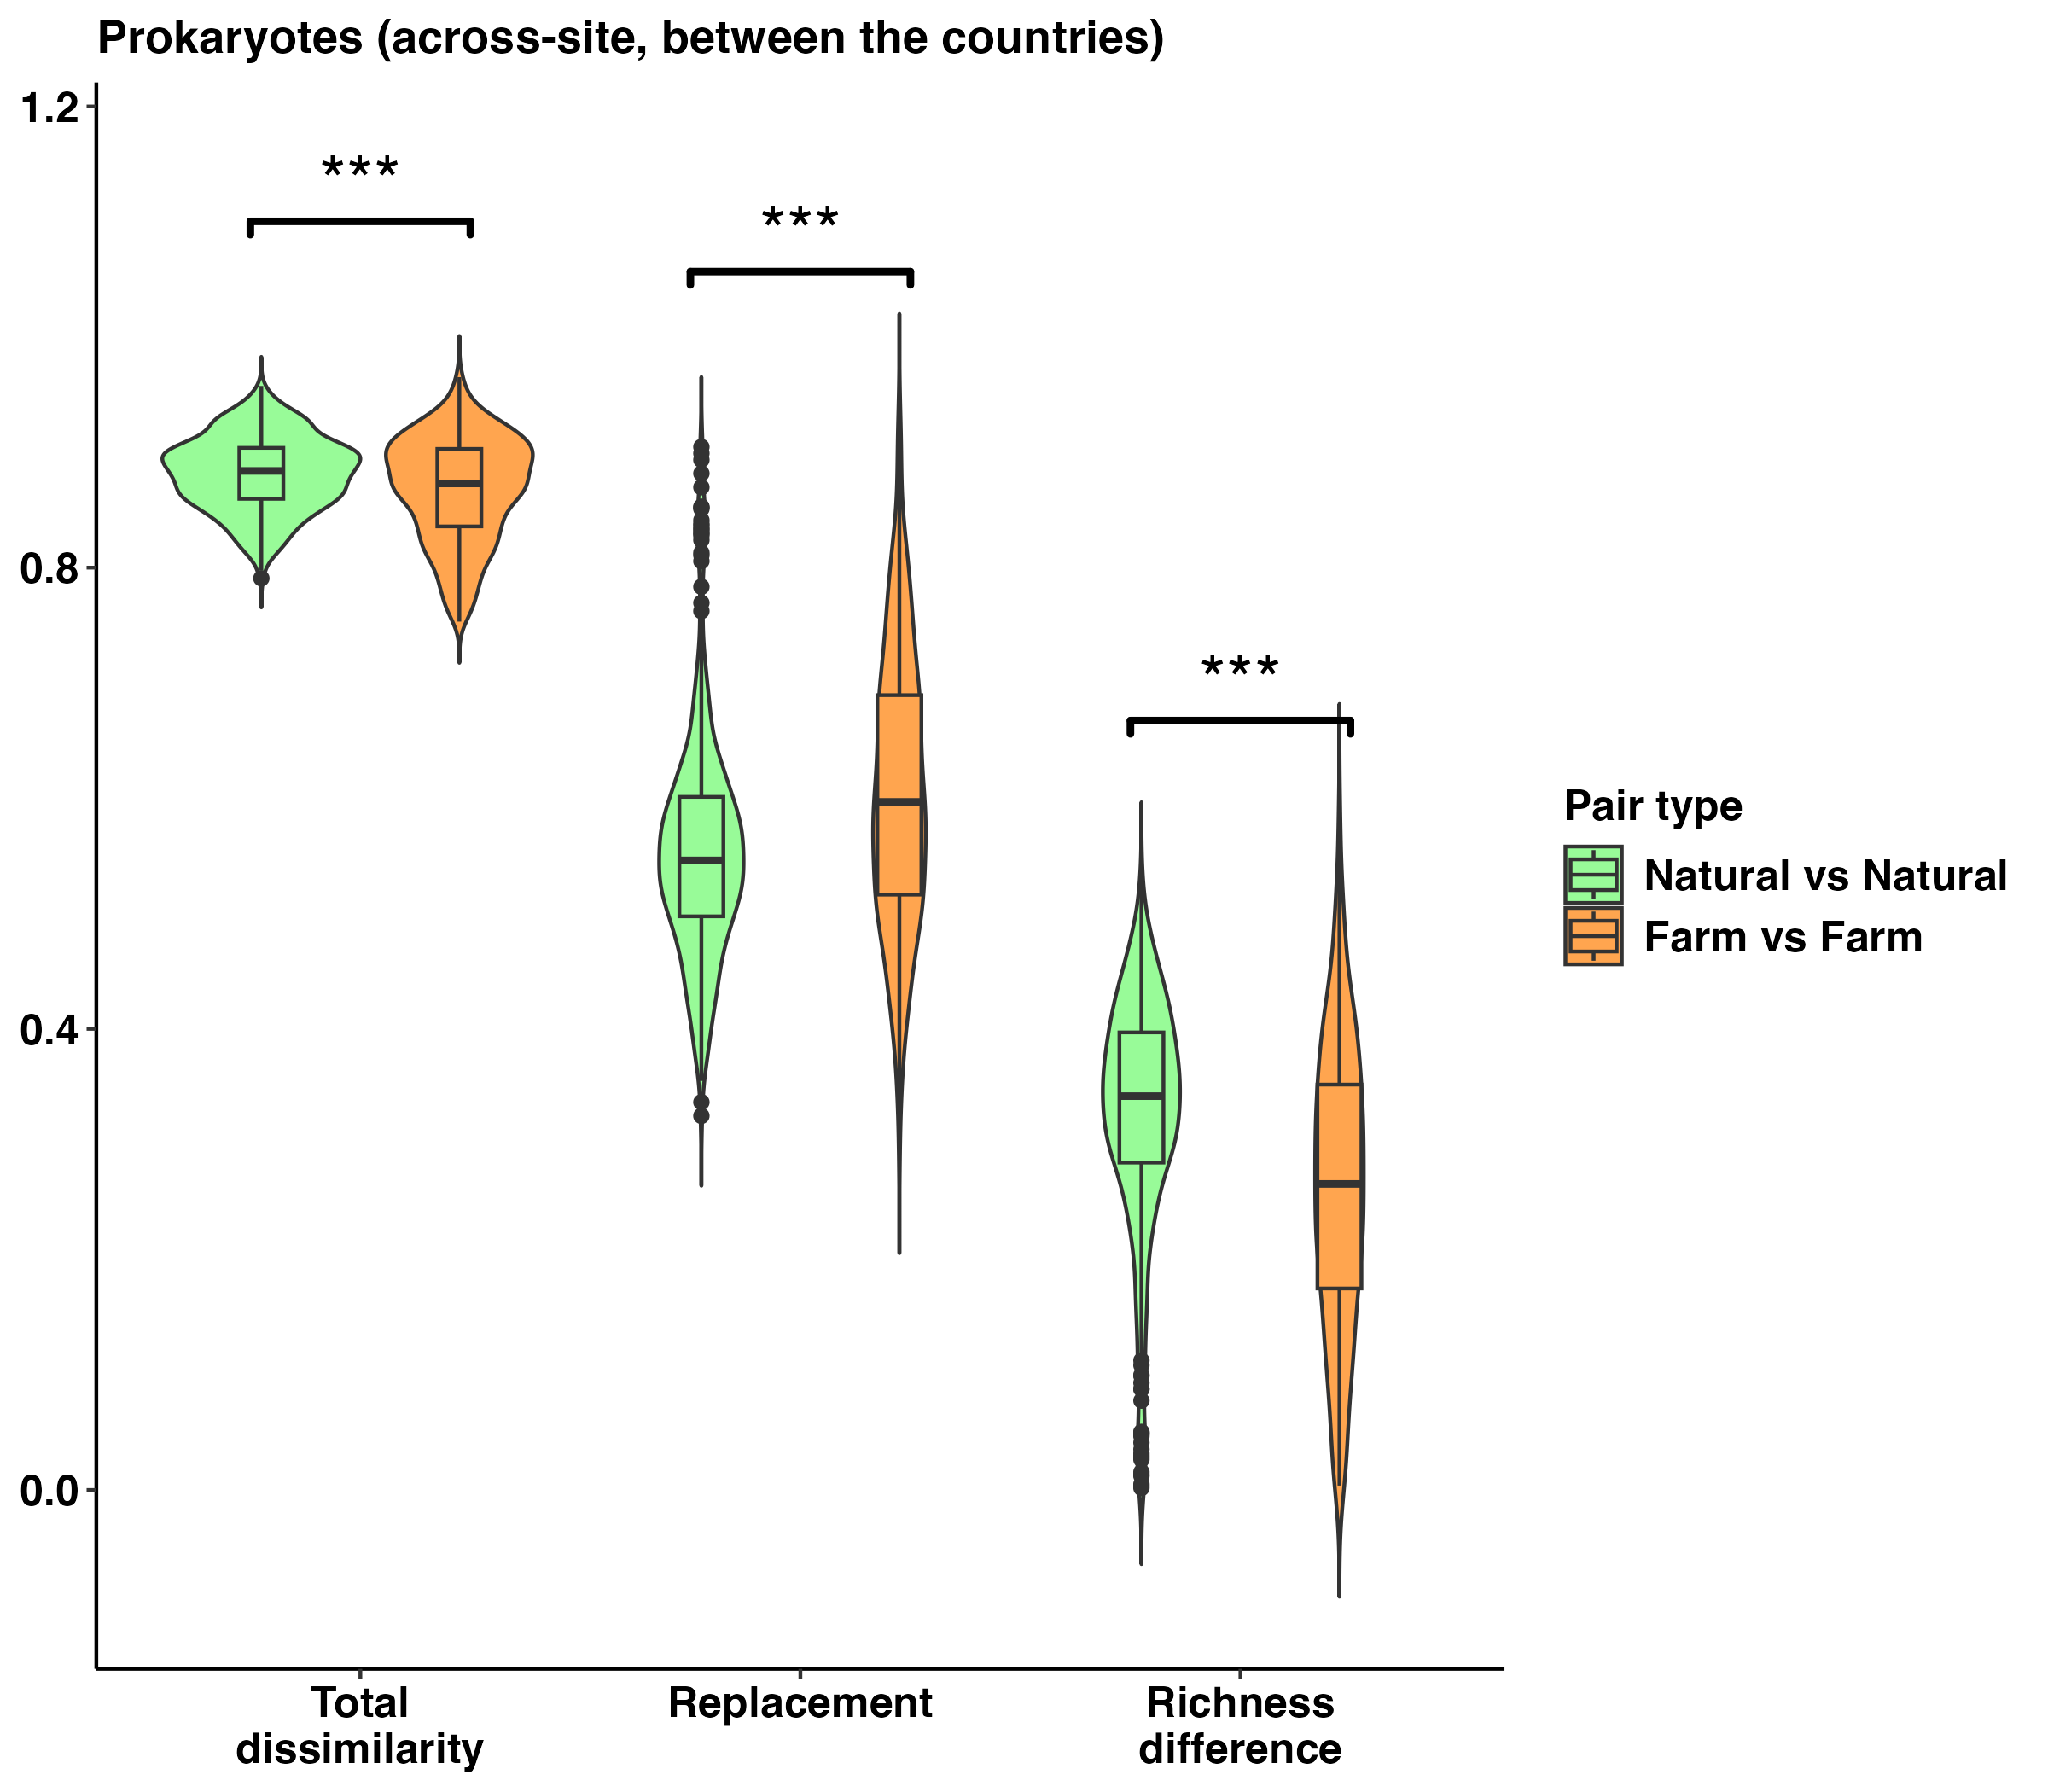 Prokaryotes (across-site, between the countries)
1.2
0.8
0.4
0.0
***
***
***
Total
dissimilarity
Replacement
Richness
difference
Pair type
Natural vs Natural
Farm vs Farm